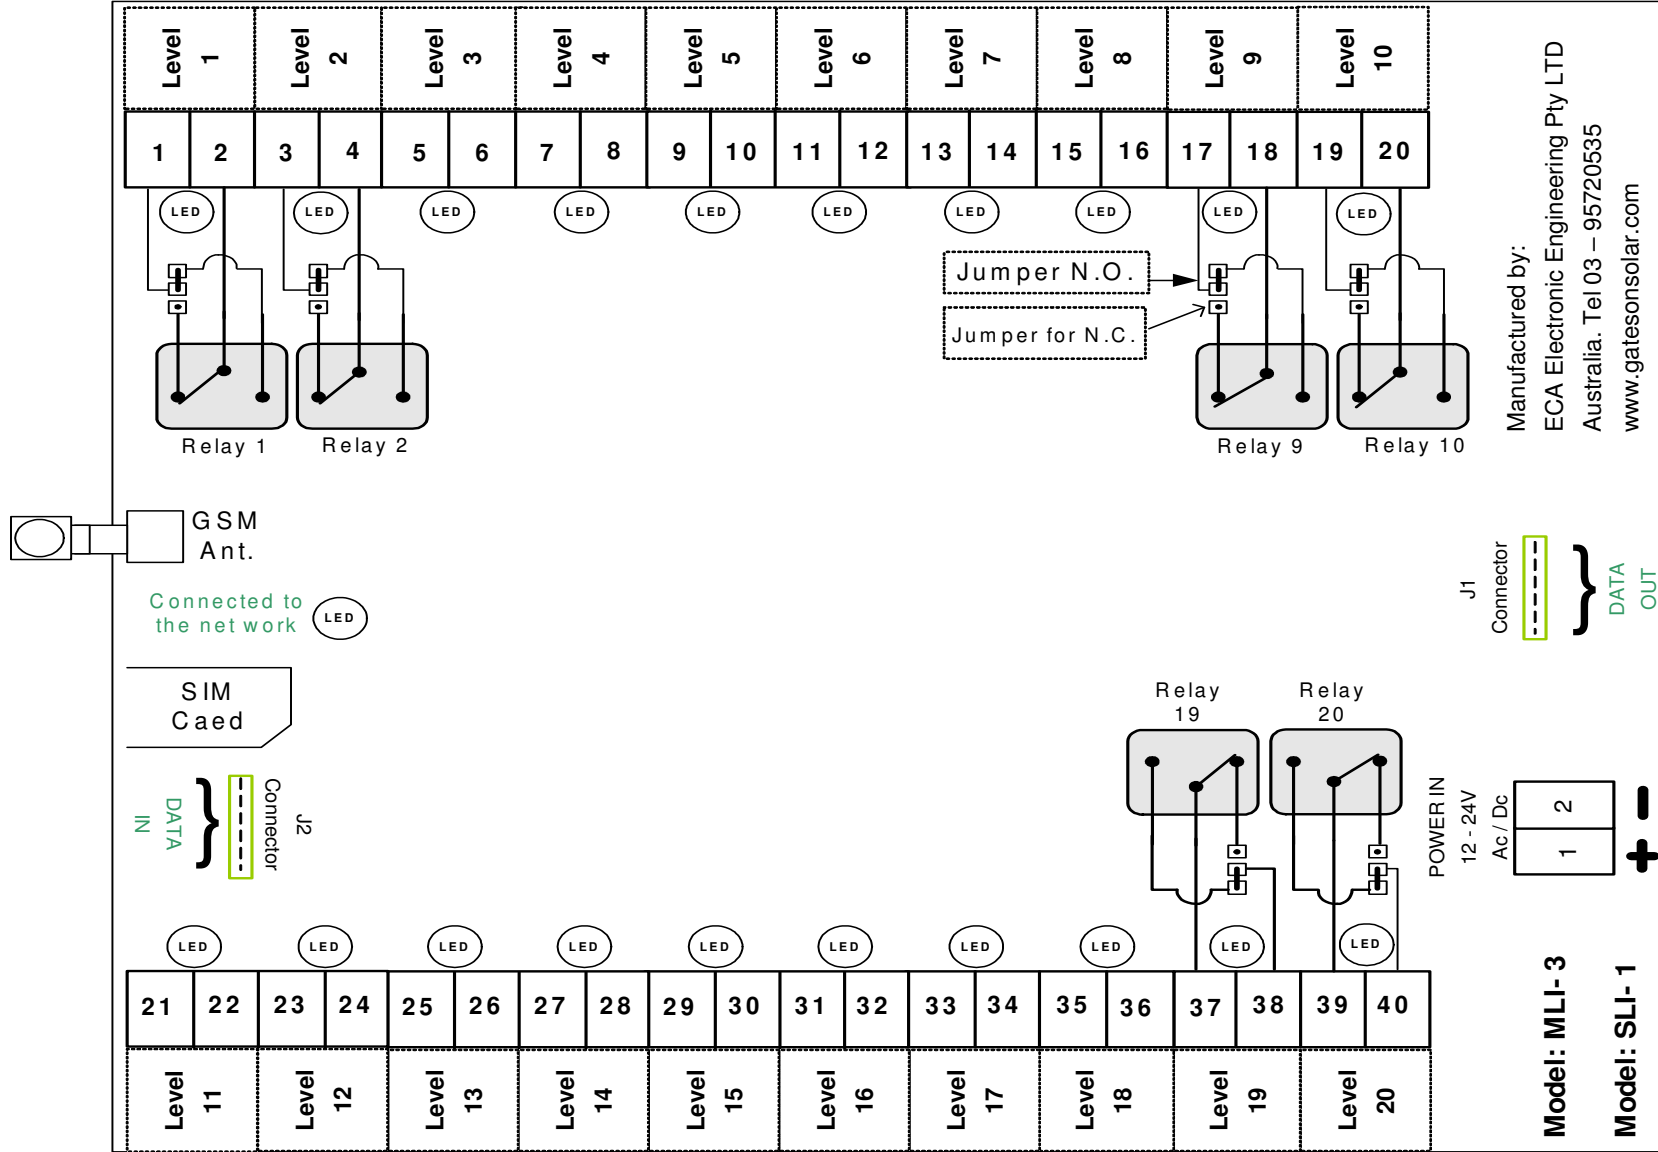 Level 1
Level 2
Level 3
Level 4
Level 5
Level 6
Level 7
Level 8
Level 9
Level 10
1 2 3 4 5 6 7 8 9 10 11 12 13 14 15 16 17 18 19 20
LED LED LED LED LED LED LED LED LED LED
Jumper N.O.
Jumper for N.C.
Relay 1
Relay 2
Relay 9
Relay 10
Manufactured by:
ECA Electronic Engineering Pty LTD
Australia. Tel 03 – 95720535
www.gatesonsolar.com
GSM
Ant.
Connected to
the net work
LED
SIM
Caed
J1
Connector
DATA
OUT
J2
Connector
DATA
IN
Relay
19
Relay
20
POWER IN
12 - 24V
Ac / Dc
1 2
+ -
LED LED LED LED LED LED LED LED LED LED
21 22 23 24 25 26 27 28 29 30 31 32 33 34 35 36 37 38 39 40
Level 11
Level 12
Level 13
Level 14
Level 15
Level 16
Level 17
Level 18
Level 19
Level 20
Model: MLI- 3
Model: SLI- 1